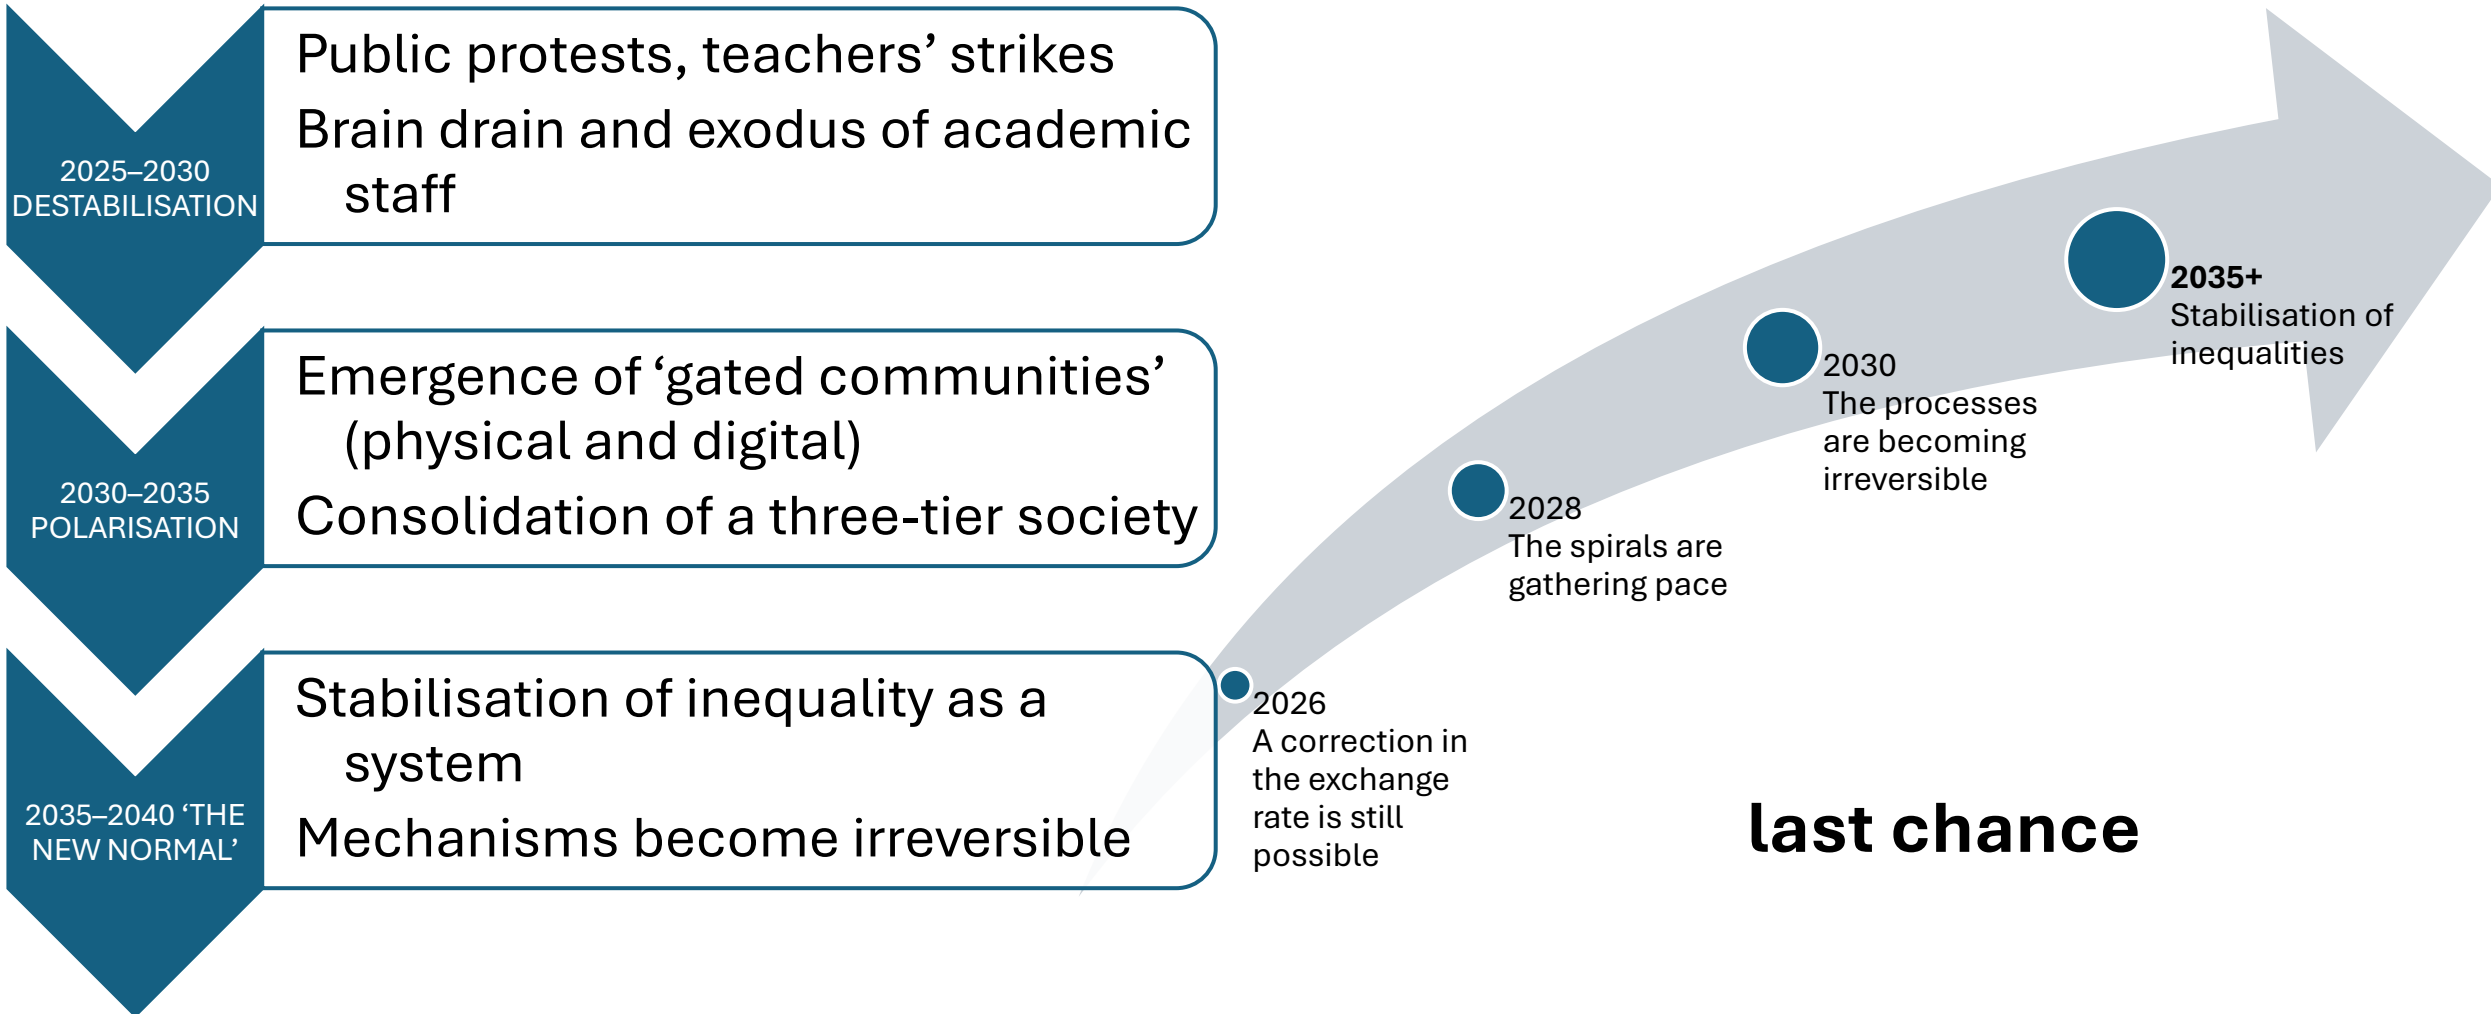 2025–2030
DESTABILISATION
Public protests, teachers’ strikes
Brain drain and exodus of academic
staff
2030–2035
POLARISATION
Emergence of ‘gated communities’
(physical and digital)
Consolidation of a three-tier society
2035–2040 ‘THE
NEW NORMAL’
Stabilisation of inequality as a
system
Mechanisms become irreversible
2026
A correction in
the exchange
rate is still
possible
2028
The spirals are
gathering pace
2030
The processes
are becoming
irreversible
2035+
Stabilisation of
inequalities
last chance